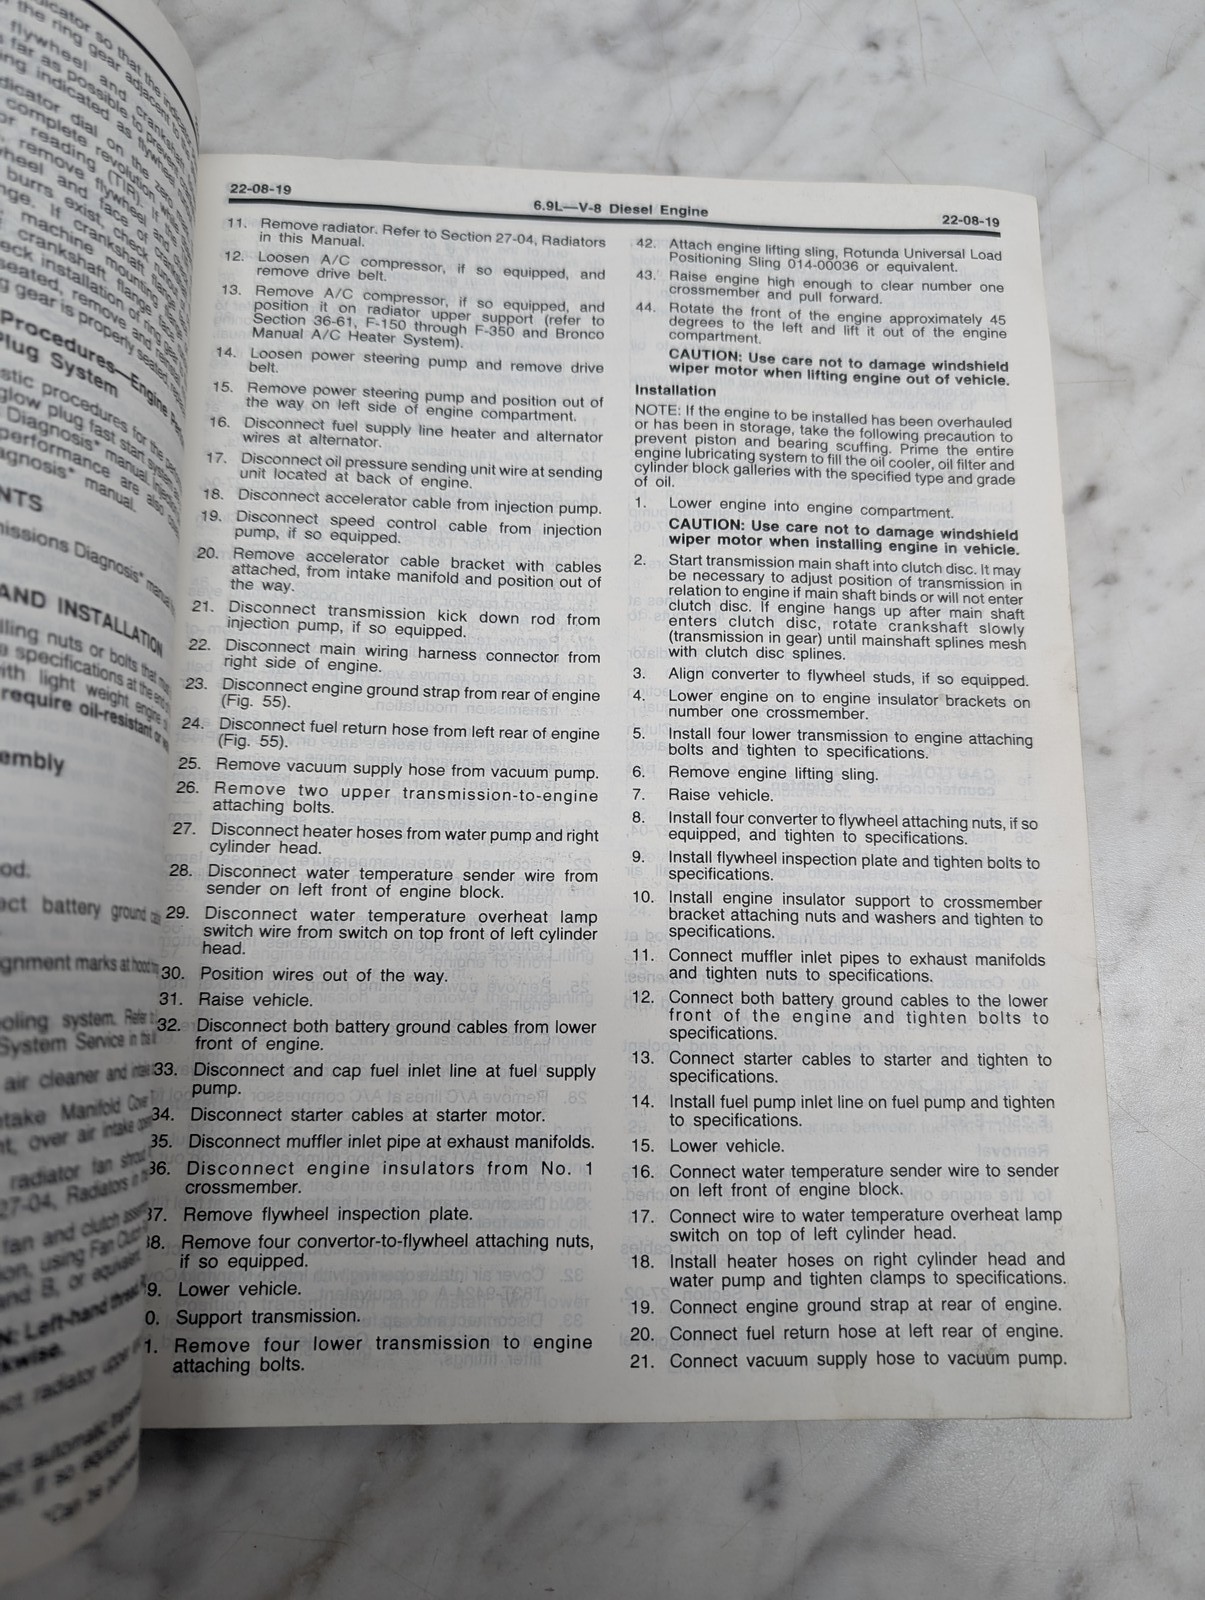 22-08-19
6.9L—V-8 Diesel Engine
22-08-19
11. Remove radiator. Refer to Section 27-04, Radiators
in this Manual.
12. Loosen A/C compressor, if so equipped, and
remove drive belt.
13. Remove A/C compressor, if so equipped, and
position it on radiator upper support (refer to
Section 36-61, F-150 through F-350 and Bronco
Manual A/C Heater System).
14. Loosen power steering pump and remove drive
belt.
15. Remove power steering pump and position out of
the way on left side of engine compartment.
16. Disconnect fuel supply line heater and alternator
wires at alternator.
17. Disconnect oil pressure sending unit wire at sending
unit located at back of engine.
18. Disconnect accelerator cable from injection pump.
19. Disconnect speed control cable from injection
pump, if so equipped.
20. Remove accelerator cable bracket with cables
attached, from intake manifold and position out of
the way.
21. Disconnect transmission kick down rod from
injection pump, if so equipped.
22. Disconnect main wiring harness connector from
right side of engine.
23. Disconnect engine ground strap from rear of engine
(Fig. 55).
24. Disconnect fuel return hose from left rear of engine
(Fig. 55).
25. Remove vacuum supply hose from vacuum pump.
26. Remove two upper transmission-to-engine
attaching bolts.
27. Disconnect heater hoses from water pump and right
cylinder head.
28. Disconnect water temperature sender wire from
sender on left front of engine block.
29. Disconnect water temperature overheat lamp
switch wire from switch on top front of left cylinder
head.
30. Position wires out of the way.
31. Raise vehicle.
32. Disconnect both battery ground cables from lower
front of engine.
33. Disconnect and cap fuel inlet line at fuel supply
pump.
34. Disconnect starter cables at starter motor.
35. Disconnect muffler inlet pipe at exhaust manifolds.
36. Disconnect engine insulators from No. 1
crossmember.
37. Remove flywheel inspection plate.
8. Remove four convertor-to-flywheel attaching nuts,
if so equipped.
9. Lower vehicle.
0. Support transmission.
1. Remove four lower transmission to engine
attaching bolts.
42. Attach engine lifting sling, Rotunda Universal Load
Positioning Sling 014-00036 or equivalent.
43. Raise engine high enough to clear number one
crossmember and pull forward.
44. Rotate the front of the engine approximately 45
degrees to the left and lift it out of the engine
compartment.
CAUTION: Use care not to damage windshield
wiper motor when lifting engine out of vehicle.
Installation
NOTE: If the engine to be installed has been overhauled
or has been in storage, take the following precaution to
prevent piston and bearing scuffing. Prime the entire
engine lubricating system to fill the oil cooler, oil filter and
cylinder block galleries with the specified type and grade
of oil.
1. Lower engine into engine compartment.
CAUTION: Use care not to damage windshield
wiper motor when installing engine in vehicle.
2. Start transmission main shaft into clutch disc. It may
be necessary to adjust position of transmission in
relation to engine if main shaft binds or will not enter
clutch disc. If engine hangs up after main shaft
enters clutch disc, rotate crankshaft slowly
(transmission in gear) until mainshaft splines mesh
with clutch disc splines.
3. Align converter to flywheel studs, if so equipped.
4. Lower engine on to engine insulator brackets on
number one crossmember.
5. Install four lower transmission to engine attaching
bolts and tighten to specifications.
6. Remove engine lifting sling.
7. Raise vehicle.
8. Install four converter to flywheel attaching nuts, if so
equipped, and tighten to specifications.
9. Install flywheel inspection plate and tighten bolts to
specifications.
10. Install engine insulator support to crossmember
bracket attaching nuts and washers and tighten to
specifications.
11. Connect muffler inlet pipes to exhaust manifolds
and tighten nuts to specifications.
12. Connect both battery ground cables to the lower
front of the engine and tighten bolts to
specifications.
13. Connect starter cables to starter and tighten to
specifications.
14. Install fuel pump inlet line on fuel pump and tighten
to specifications.
15. Lower vehicle.
16. Connect water temperature sender wire to sender
on left front of engine block.
17. Connect wire to water temperature overheat lamp
switch on top of left cylinder head.
18. Install heater hoses on right cylinder head and
water pump and tighten clamps to specifications.
19. Connect engine ground strap at rear of engine.
20. Connect fuel return hose at left rear of engine.
21. Connect vacuum supply hose to vacuum pump.